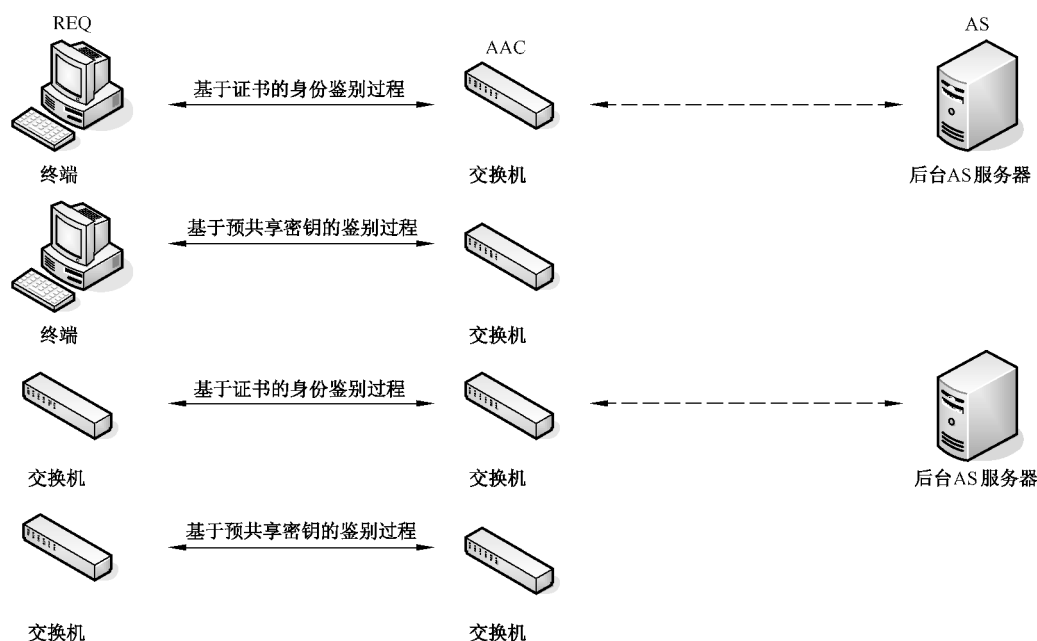 REQ
AAC
AS
基于证书的身份鉴别过程
终端
交换机
后台AS服务器
基于预共享密钥的鉴别过程
终端
交换机
基于证书的身份鉴别过程
交换机
交换机
后台AS服务器
基于预共享密钥的鉴别过程
交换机
交换机